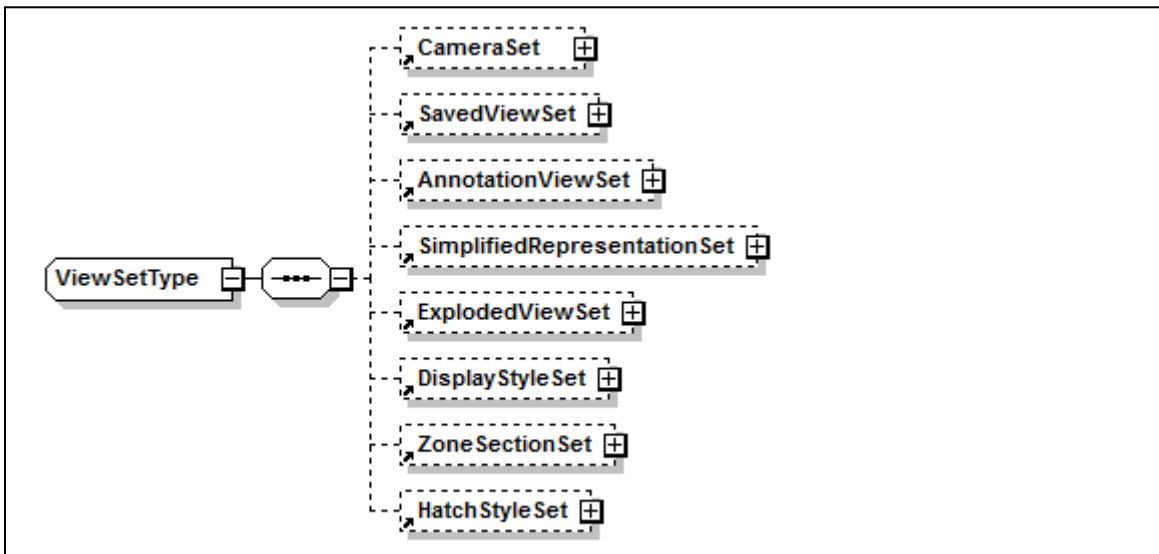 CameraSet
SavedViewSet
AnnotationViewSet
SimplifiedRepresentationSet
ViewSetType
ExplodedViewSet
DisplayStyleSet
ZoneSectionSet
HatchStyleSet